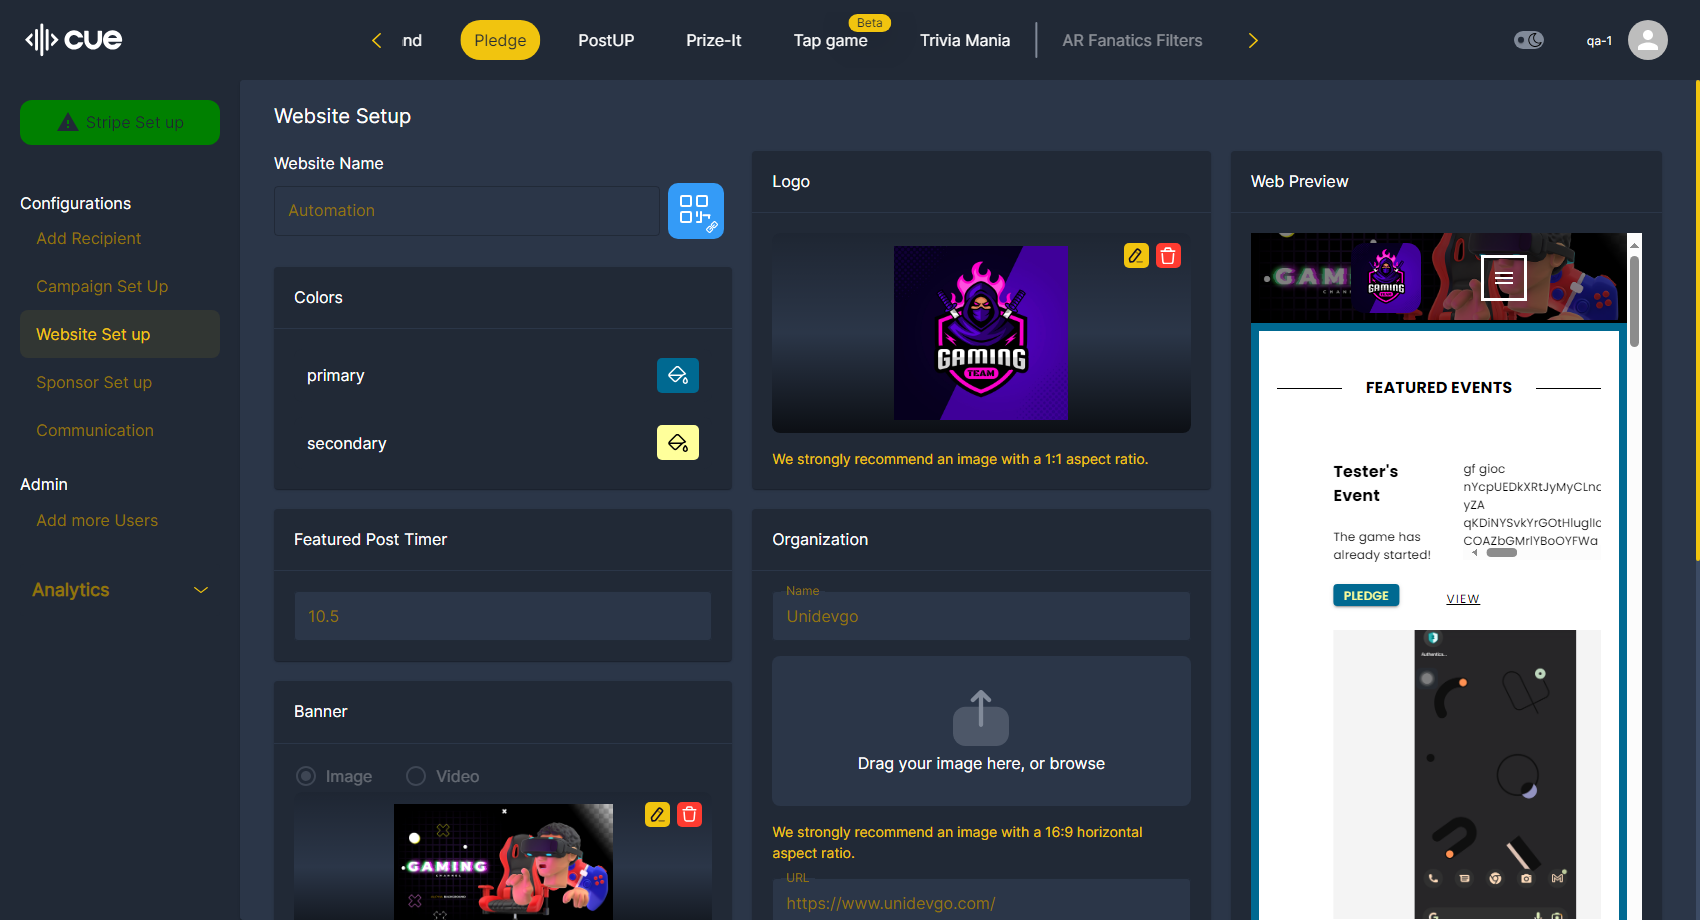 cue
nd
Pledge
PostUP
Prize-It
Beta
Tap game
Trivia Mania
AR Fanatics Filters
qa-1
Stripe Set up
Configurations
Add Recipient
Campaign Set Up
Website Set up
Sponsor Set up
Communication
Admin
Add more Users
Analytics
Website Setup
Website Name
Automation
Colors
primary
secondary
Featured Post Timer
10.5
Banner
Image
Video
GAMING
Logo
GAMING
TEAM
We strongly recommend an image with a 1:1 aspect ratio.
Organization
Name
Unidevgo
Drag your image here, or browse
We strongly recommend an image with a 16:9 horizontal
aspect ratio.
URL
https://www.unidevgo.com/
Web Preview
GAMI
GAMING
TEAM
FEATURED EVENTS
Tester's
Event
The game has
already started!
gf gioc
yZA
PLEDGE
VIEW